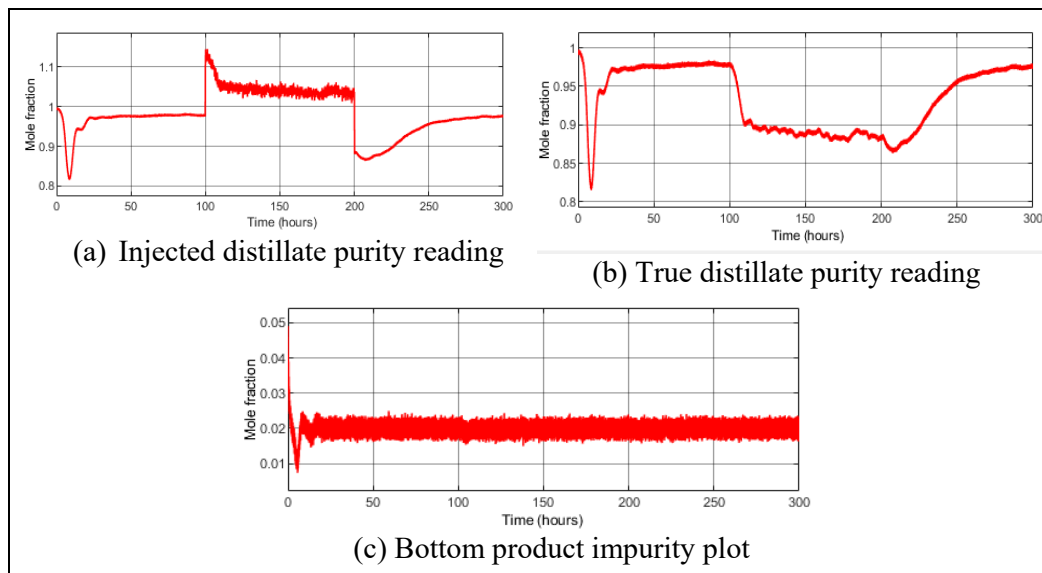 Mole fraction
1.1
1
0.9
0.8
0 50 100 150 200 250 300
Time (hours)
(a) Injected distillate purity reading
Mole fraction
1
0.95
0.9
0.85
0.8
0 50 100 150 200 250 300
Time (hours)
(b) True distillate purity reading
Mole fraction
0.05
0.04
0.03
0.02
0.01
0 50 100 150 200 250 300
Time (hours)
(c) Bottom product impurity plot